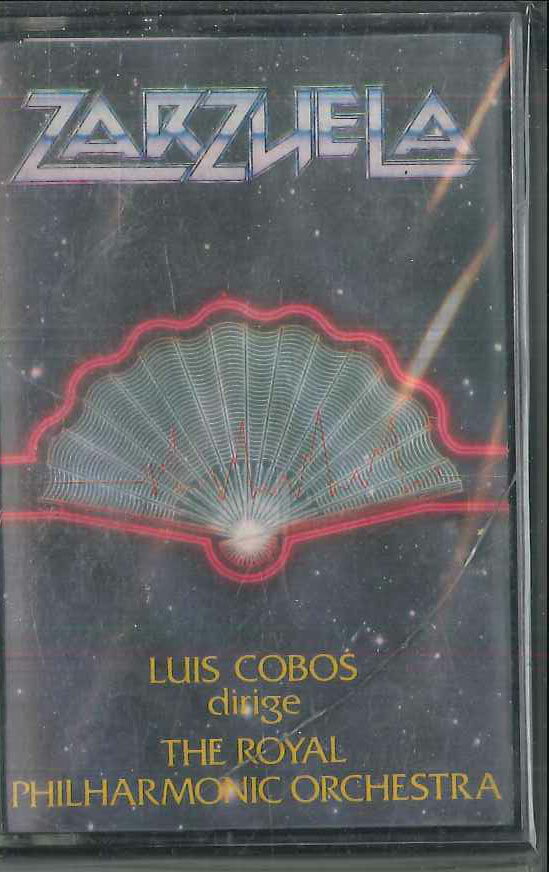 ZARZUELA
LUIS COBOS
dirige
THE ROYAL
PHILHARMONIC ORCHESTRA